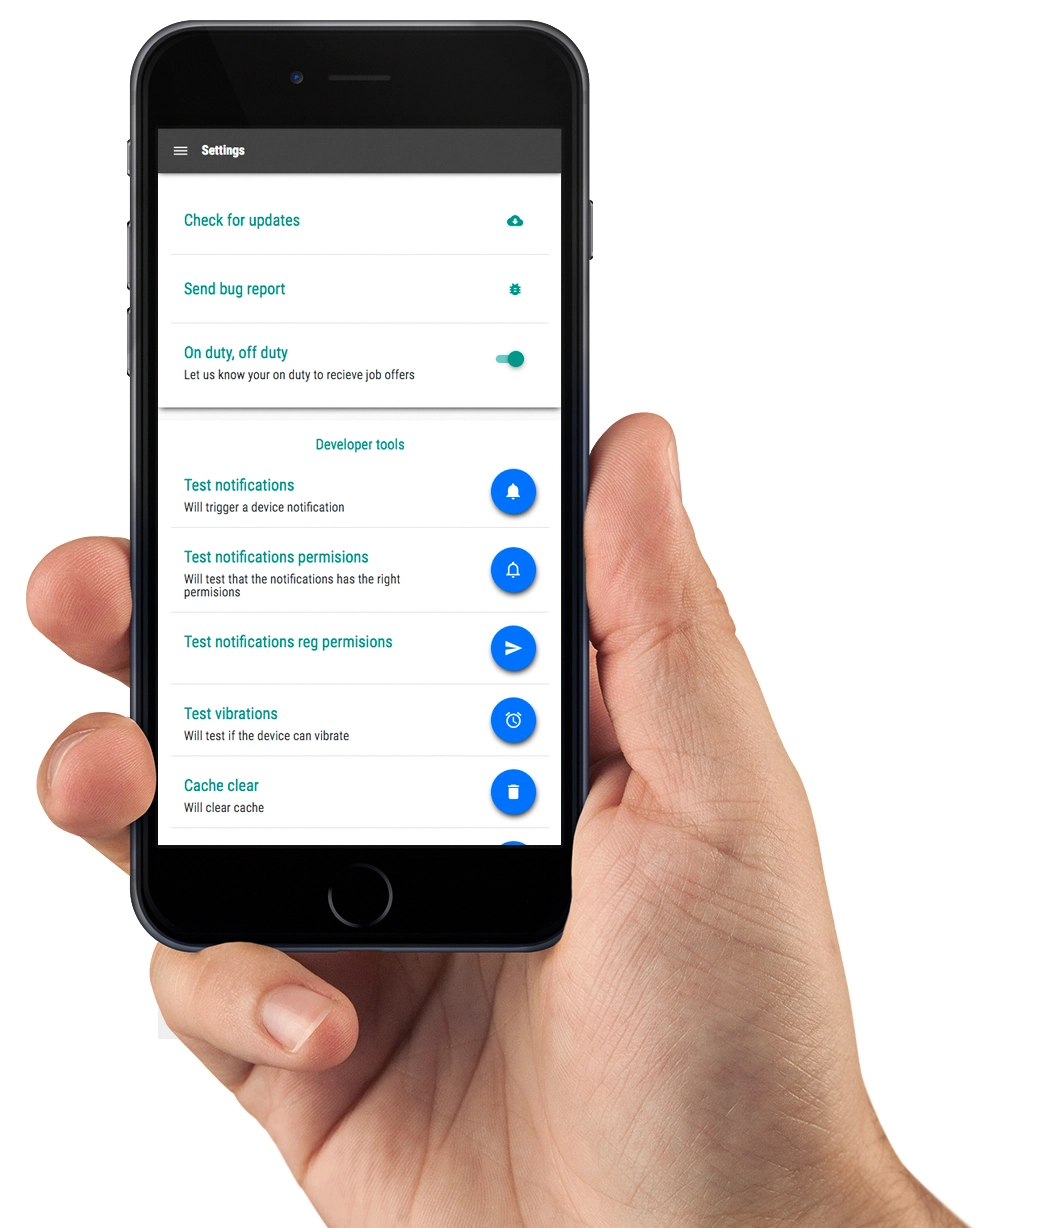 Settings
Check for updates
Send bug report
On duty, off duty
Let us know your on duty to recieve job offers
Developer tools
Test notifications
Will trigger a device notification
Test notifications permisions
Will test that the notifications has the right
permisions
Test notifications reg permisions
Test vibrations
Will test if the device can vibrate
Cache clear
Will clear cache